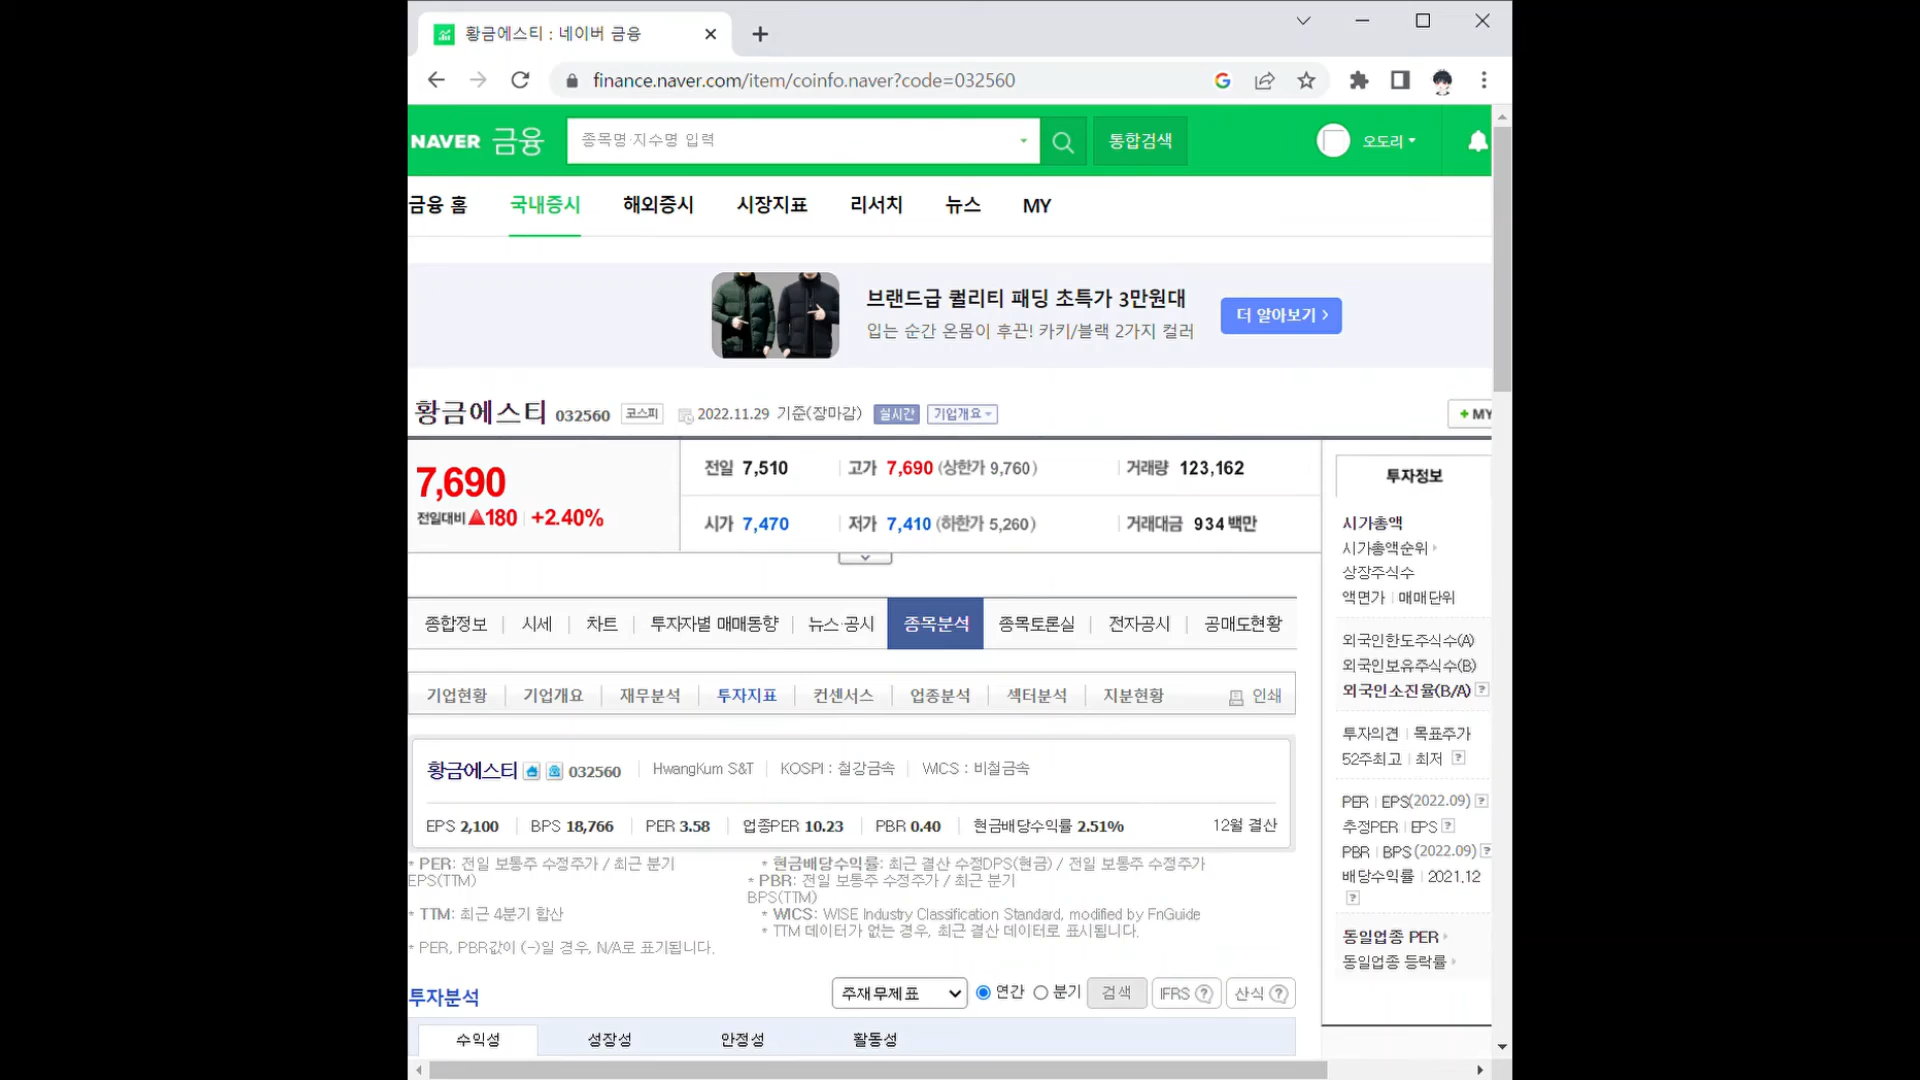 황금에스티 : 네이버 금융
finance.naver.com/item/coinfo.naver?code=032560
NAVER 금융 종목명·지수명 입력 통합검색 오도리
금융 홈 국내증시 해외증시 시장지표 리서치 뉴스 MY
브랜드급 퀄리티 패딩 초특가 3만원대
입는 순간 온몸이 후끈! 카키/블랙 2가지 컬러
더 알아보기 >
황금에스티 032560 코스피 2022.11.29 기준(장마감) 실시간 기업개요
+ MY
7,690
전일대비 ▲180 +2.40%
전일 7,510 고가 7,690 (상한가 9,760) 거래량 123,162
시가 7,470 저가 7,410 (하한가 5,260) 거래대금 934 백만
종합정보 시세 차트 투자자별 매매동향 뉴스·공시 종목분석 종목토론실 전자공시 공매도현황
기업현황 기업개요 재무분석 투자지표 컨센서스 업종분석 섹터분석 지분현황 인쇄
황금에스티 032560 HwangKum S&T KOSPI : 철강금속 WICS : 비철금속
EPS 2,100 BPS 18,766 PER 3.58 업종PER 10.23 PBR 0.40 현금배당수익률 2.51% 12월 결산
* PER: 전일 보통주 수정주가 / 최근 분기
EPS(TTM)
* TTM: 최근 4분기 합산
* PER, PBR값이 (-)일 경우, N/A로 표기됩니다.
* 현금배당수익률: 최근 결산 수정DPS(현금) / 전일 보통주 수정주가
* PBR: 전일 보통주 수정주가 / 최근 분기
BPS(TTM)
* WICS: WISE Industry Classification Standard, modified by FnGuide
* TTM 데이터가 없는 경우, 최근 결산 데이터로 표시됩니다.
투자분석
주재무제표 연간 분기 검색 IFRS ? 산식 ?
수익성 성장성 안정성 활동성
투자정보
시가총액
시가총액순위
상장주식수
액면가 매매단위
외국인한도주식수(A)
외국인보유주식수(B)
외국인소진율(B/A) ?
투자의견 목표주가
52주최고 최저 ?
PER EPS(2022.09) ?
추정PER EPS ?
PBR BPS (2022.09) ?
배당수익률 2021.12
?
동일업종 PER
동일업종 등락률